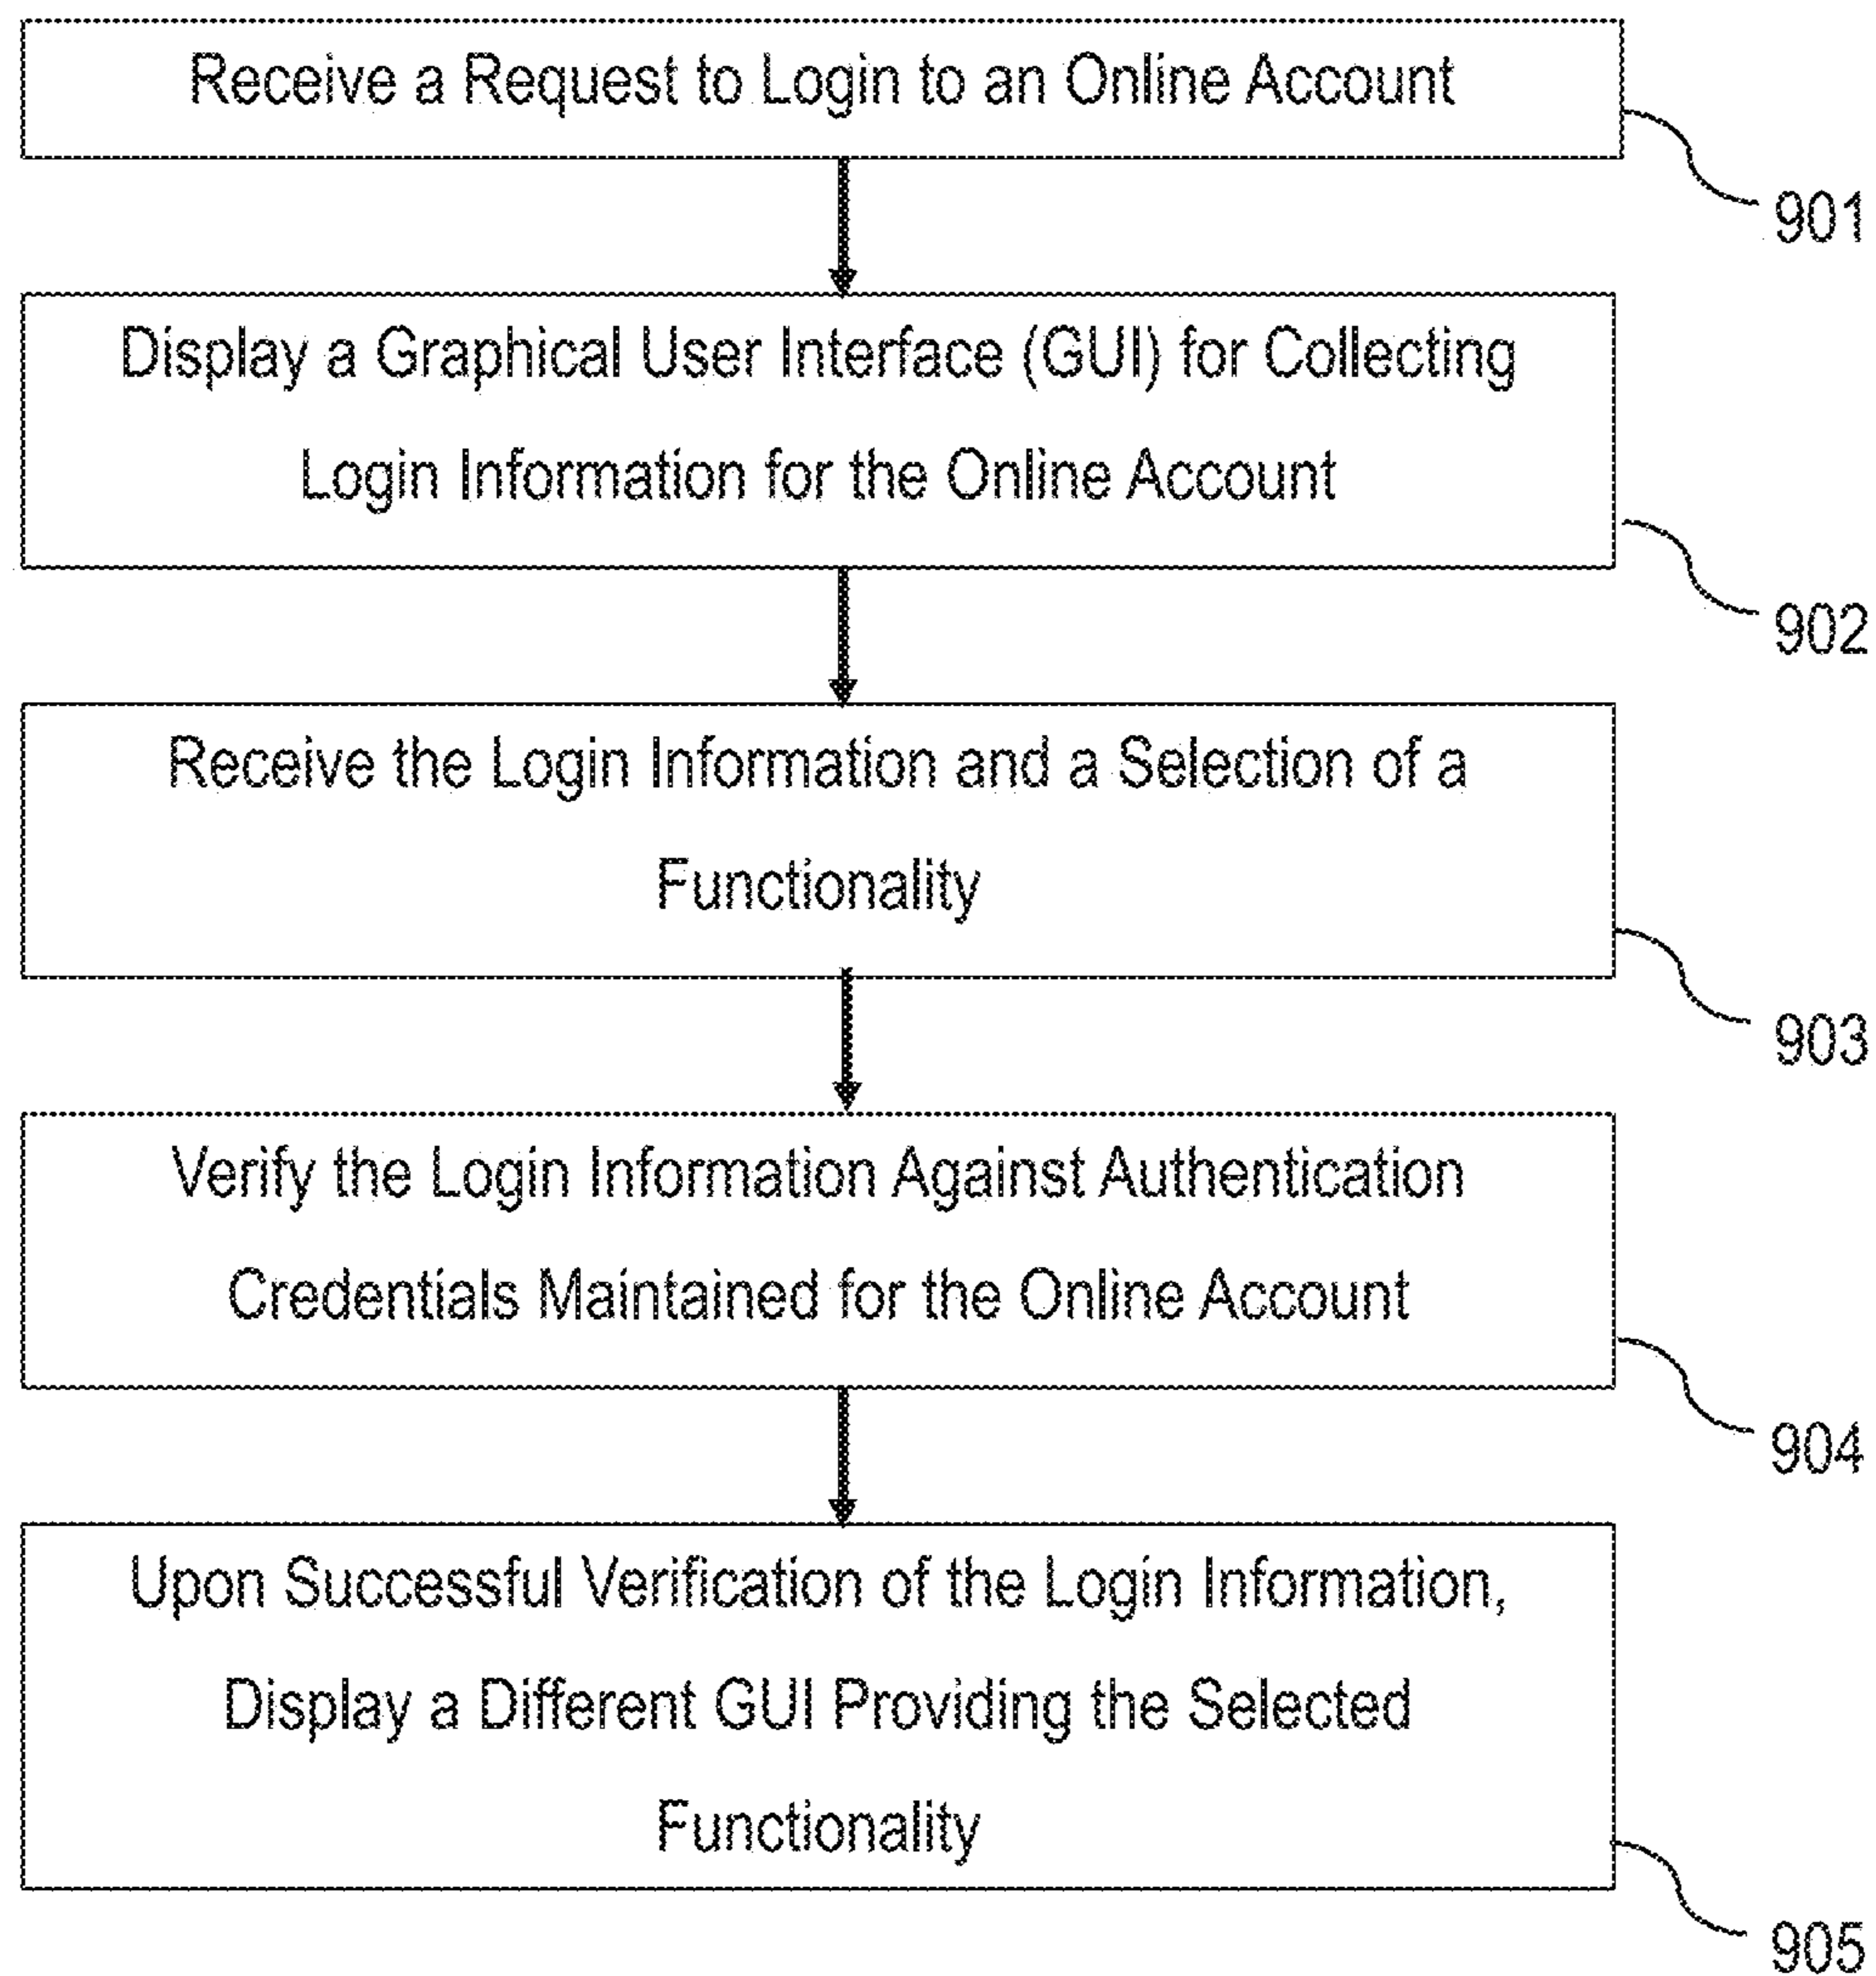 Receive a Request to Login to an Online Account
901
Display a Graphical User Interface (GUI) for Collecting
Login Information for the Online Account
902
Receive the Login Information and a Selection of a
Functionality
903
Verify the Login Information Against Authentication
Credentials Maintained for the Online Account
904
Upon Successful Verification of the Login Information,
Display a Different GUI Providing the Selected
Functionality
905